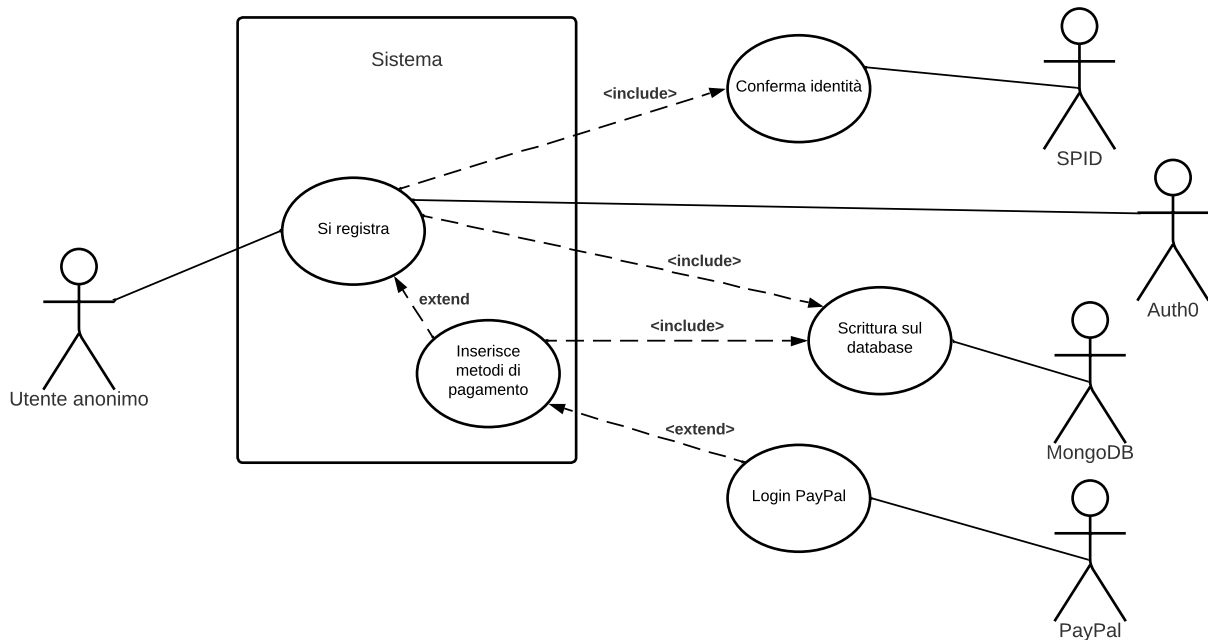 Sistema
Conferma identità
<include>
SPID
Si registra
<include>
extend
<include>
Scrittura sul
database
Auth0
Inserisce
metodi di
pagamento
Utente anonimo
<extend>
MongoDB
Login PayPal
PayPal